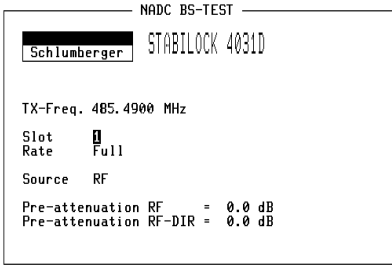 NADC BS-TEST
Schlumberger STABILOCK 4031D
TX-Freq. 485.4900 MHz
Slot 1
Rate Full
Source RF
Pre-attenuation RF = 0.0 dB
Pre-attenuation RF-DIR = 0.0 dB